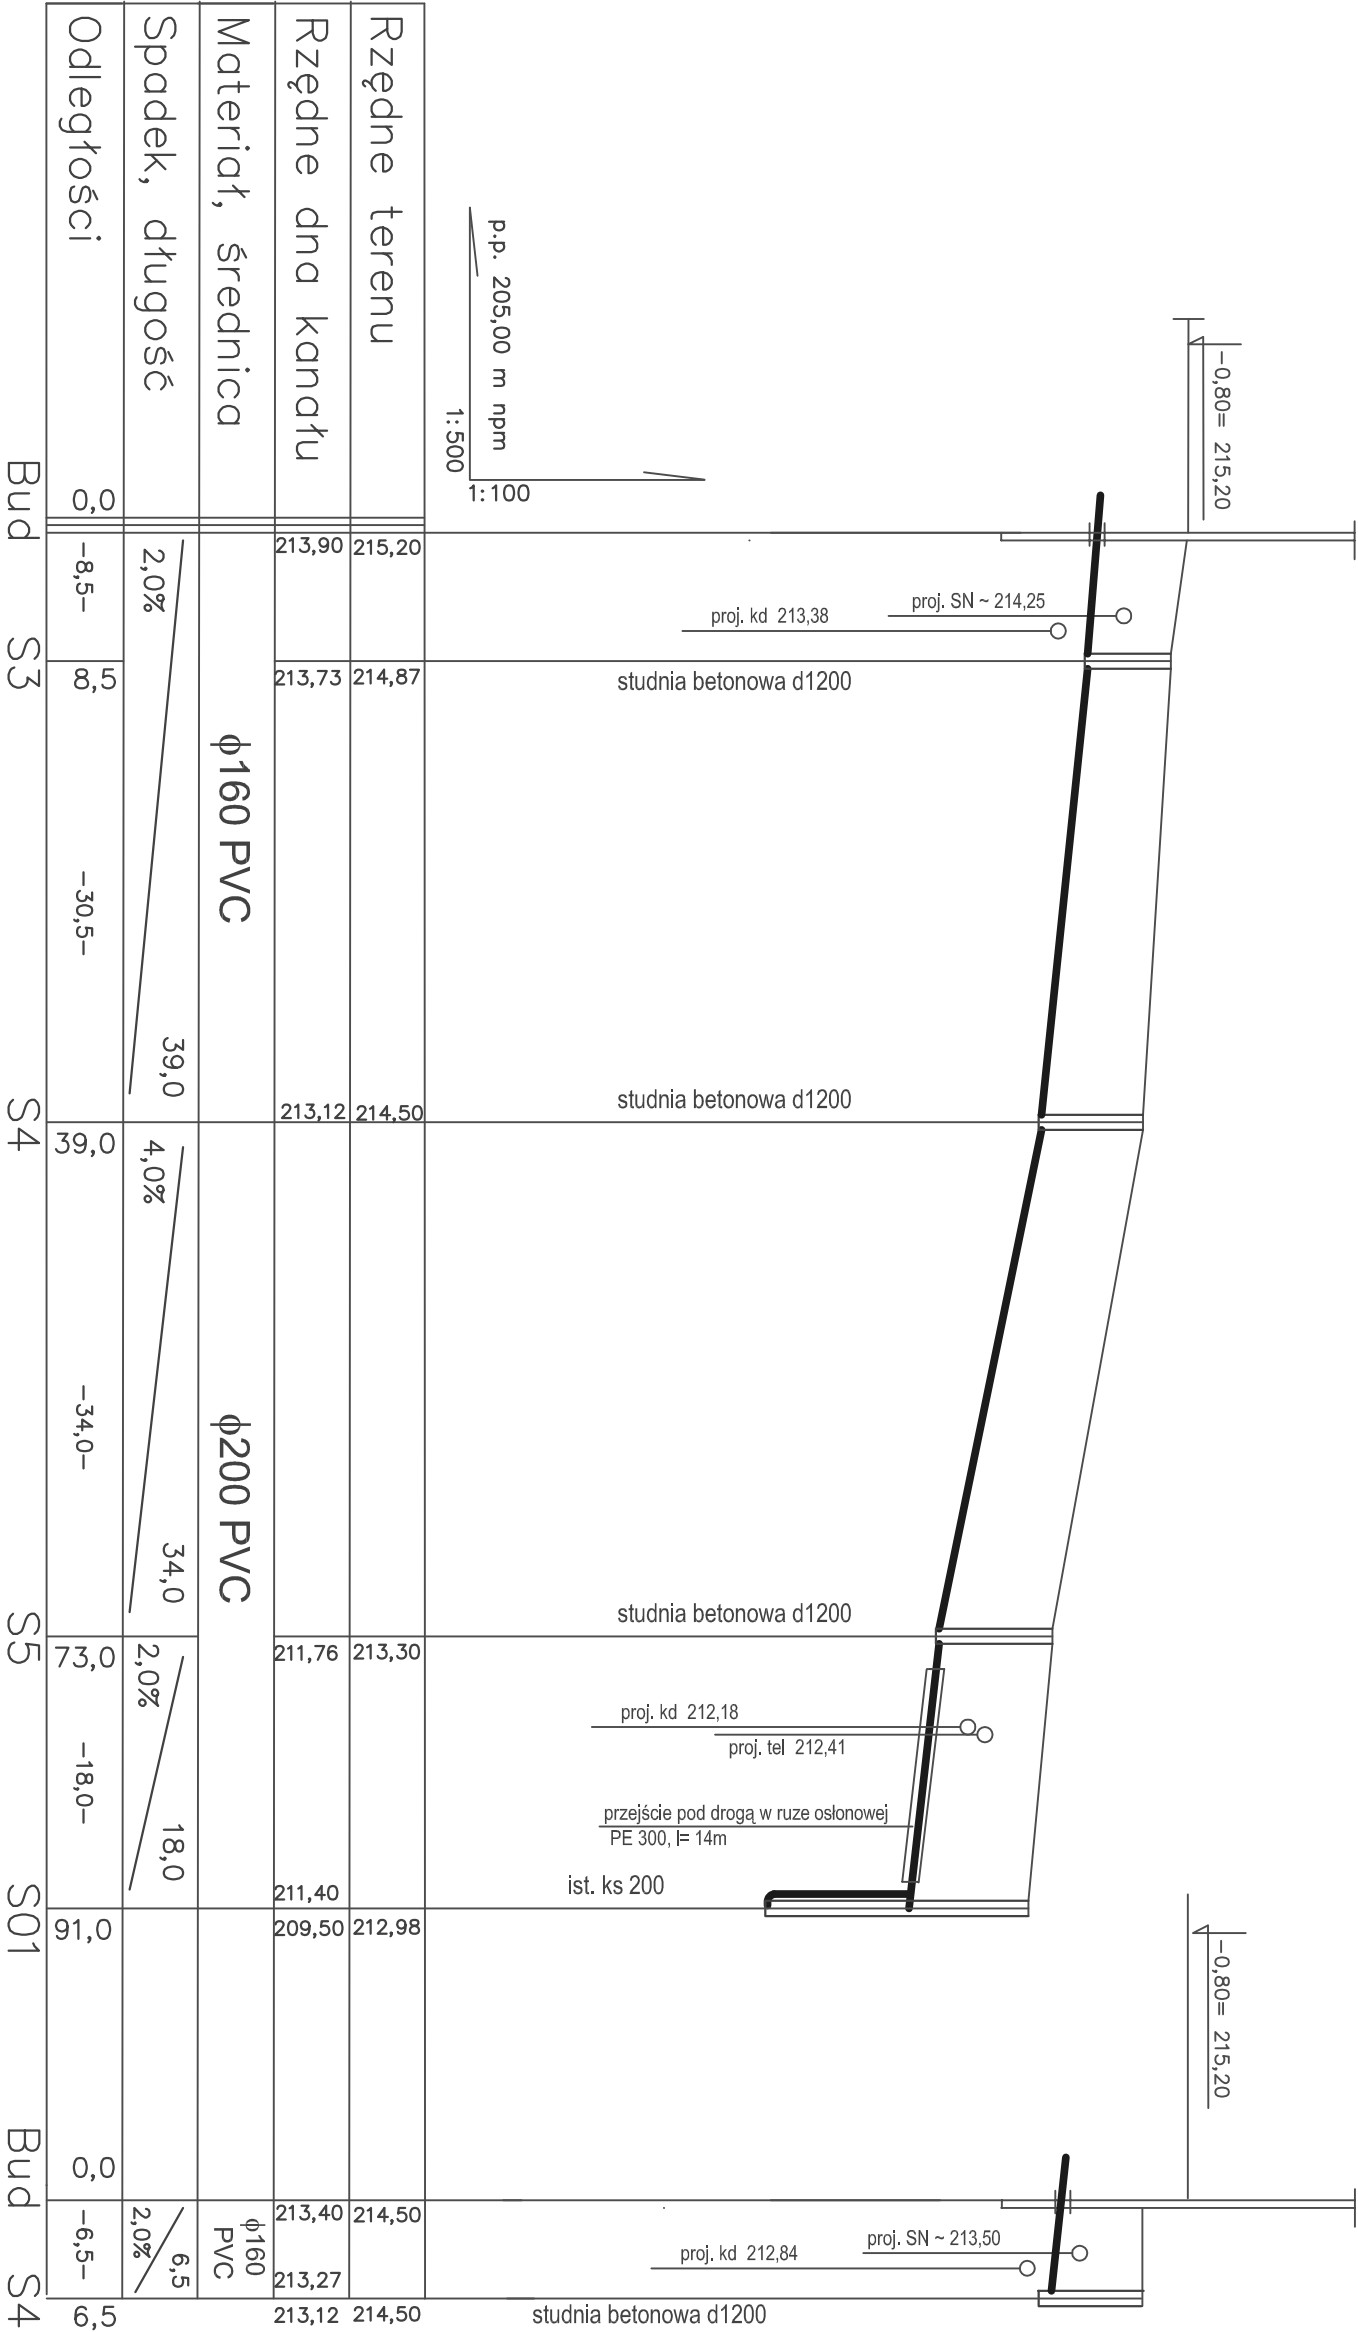 -0,80= 215,20
-0,80= 215,20
proj. SN ~ 214,25
proj. kd 213,38
studnia betonowa d1200
studnia betonowa d1200
studnia betonowa d1200
proj. kd 212,18
proj. tel 212,41
przejście pod drogą w ruze osłonowej
PE 300, l= 14m
ist. ks 200
proj. SN ~ 213,50
proj. kd 212,84
studnia betonowa d1200
p.p. 205,00 m npm
1:100
1:500
Rzędne terenu 215,20 214,87 214,50 213,30 212,98 214,50 214,50
Rzędne dna kanału 213,90 213,73 213,12 211,76 211,40 209,50 213,40 213,27 213,12
Materiał, średnica ϕ160 PVC ϕ200 PVC ϕ160
PVC
Spadek, długość 2,0% 39,0 4,0% 34,0 2,0% 18,0 2,0% 6,5
Odległości 0,0 -8,5- 8,5 -30,5- 39,0 -34,0- 73,0 -18,0- 91,0 0,0 -6,5- 6,5
Bud S3 S4 S5 S01 Bud S4